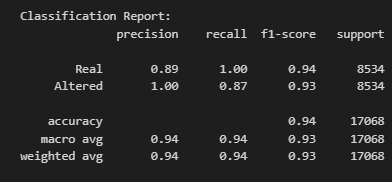 Classification Report:
precision recall f1-score support
Real 0.89 1.00 0.94 8534
Altered 1.00 0.87 0.93 8534
accuracy 0.94 17068
macro avg 0.94 0.94 0.93 17068
weighted avg 0.94 0.94 0.93 17068